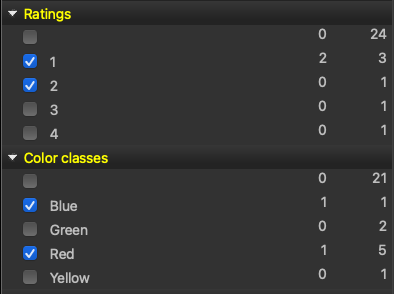 Ratings
0 24
1 2 3
2 0 1
3 0 1
4 0 1
Color classes
0 21
Blue 1 1
Green 0 2
Red 1 5
Yellow 0 1